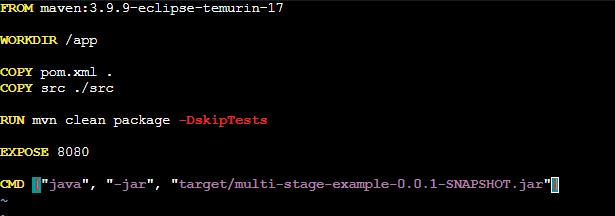 FROM maven:3.9.9-eclipse-temurin-17
WORKDIR /app
COPY pom.xml .
COPY src ./src
RUN mvn clean package -DskipTests
EXPOSE 8080
CMD ["java", "-jar", "target/multi-stage-example-0.0.1-SNAPSHOT.jar"]
~